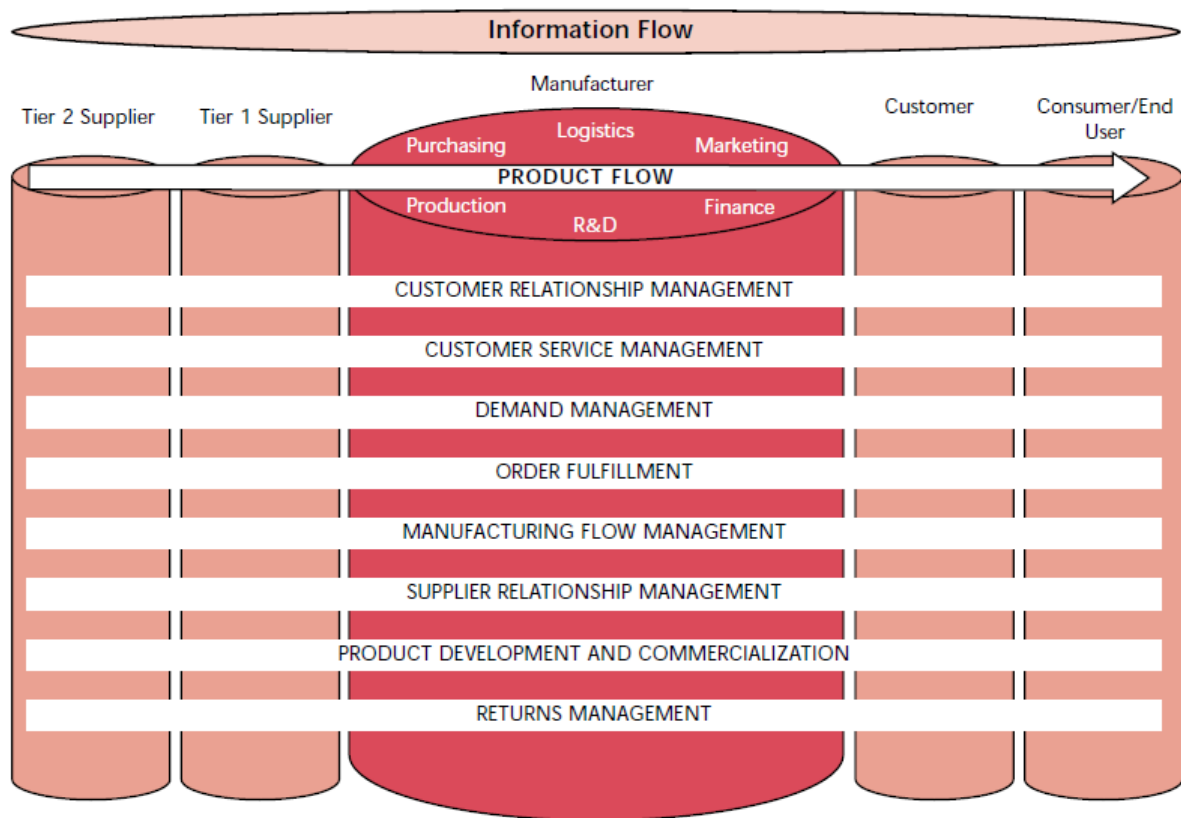 Information Flow
Manufacturer
Tier 2 Supplier
Tier 1 Supplier
Customer
Consumer/End
User
Logistics
Purchasing
Marketing
PRODUCT FLOW
Production
Finance
R&D
CUSTOMER RELATIONSHIP MANAGEMENT
CUSTOMER SERVICE MANAGEMENT
DEMAND MANAGEMENT
ORDER FULFILLMENT
MANUFACTURING FLOW MANAGEMENT
SUPPLIER RELATIONSHIP MANAGEMENT
PRODUCT DEVELOPMENT AND COMMERCIALIZATION
RETURNS MANAGEMENT